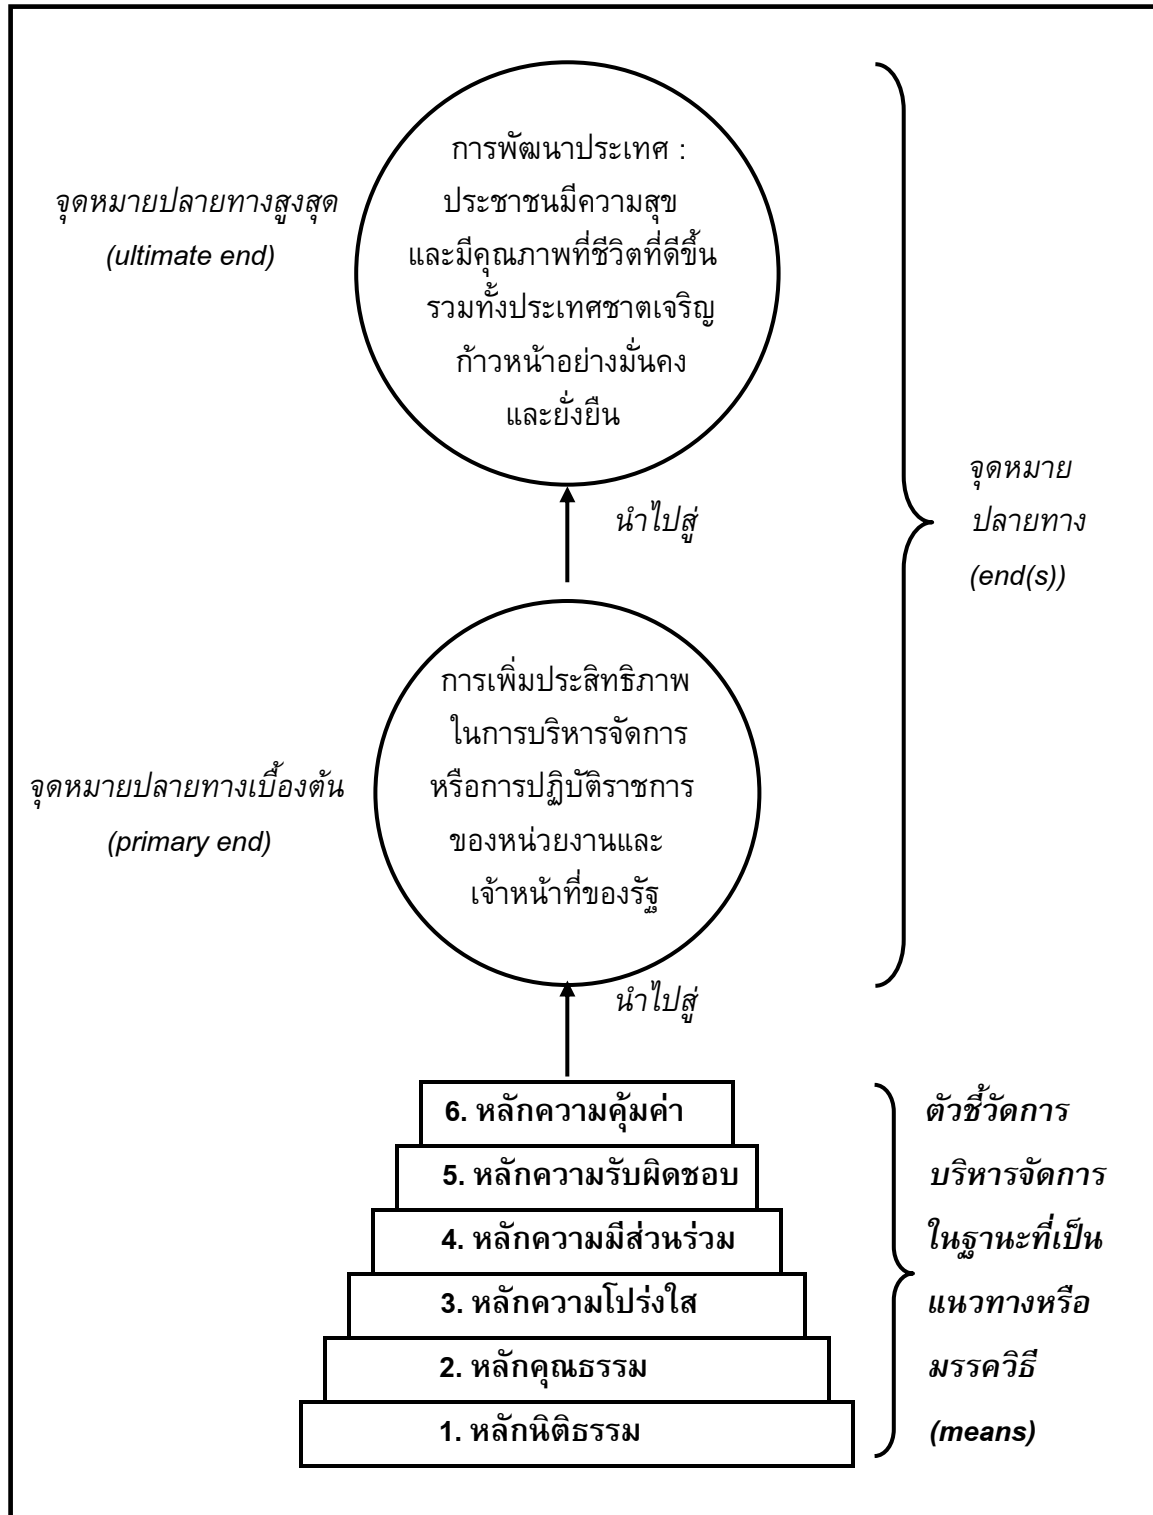 การพัฒนาประเทศ :
ประชาชนมีความสุข
และมีคุณภาพที่ชีวิตที่ดีขึ้น
รวมทั้งประเทศชาตเจริญ
ก้าวหน้าอย่างมั่นคง
และยั่งยืน
จุดหมายปลายทางสูงสุด
(ultimate end)
นำไปสู่
จุดหมาย
ปลายทาง
(end(s))
การเพิ่มประสิทธิภาพ
ในการบริหารจัดการ
หรือการปฏิบัติราชการ
ของหน่วยงานและ
เจ้าหน้าที่ของรัฐ
จุดหมายปลายทางเบื้องต้น
(primary end)
นำไปสู่
6. หลักความคุ้มค่า
5. หลักความรับผิดชอบ
4. หลักความมีส่วนร่วม
3. หลักความโปร่งใส
2. หลักคุณธรรม
1. หลักนิติธรรม
ตัวชี้วัดการ
บริหารจัดการ
ในฐานะที่เป็น
แนวทางหรือ
มรรควิธี
(means)